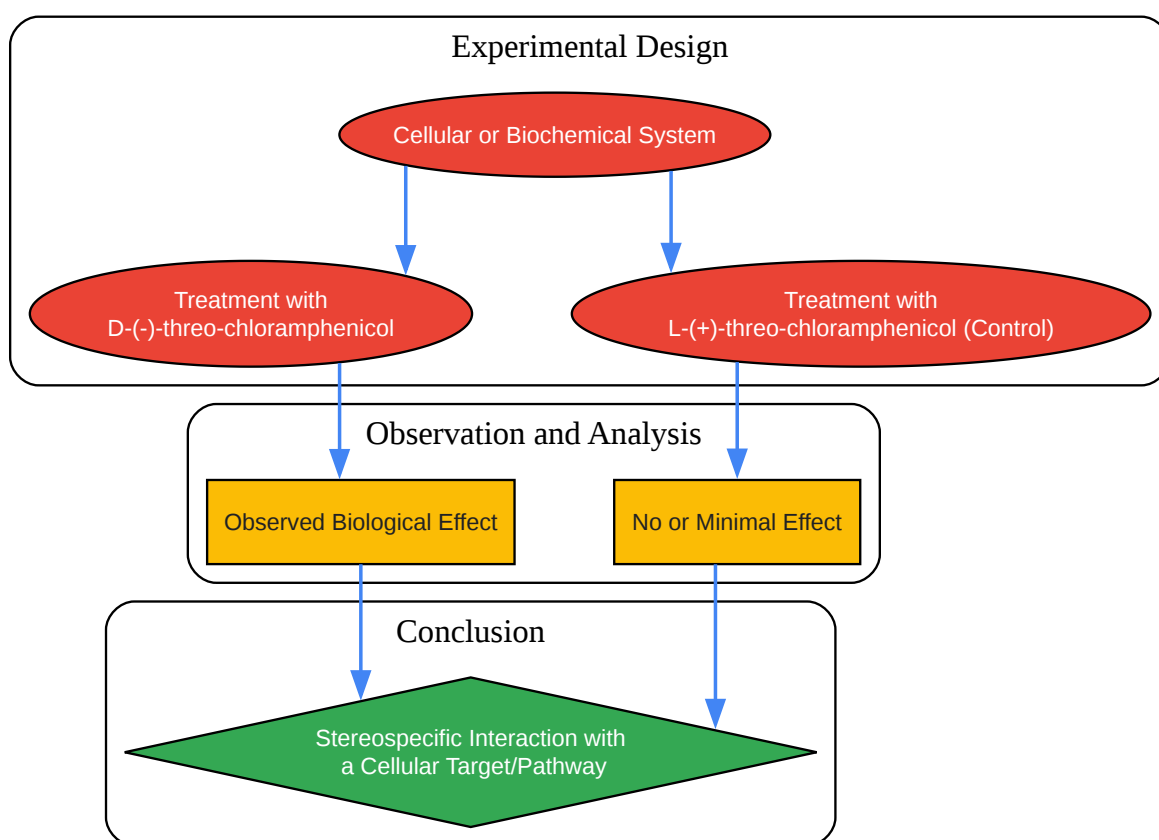 Experimental Design
Cellular or Biochemical System
Treatment with
D-(-)-threo-chloramphenicol
Treatment with
L-(+)-threo-chloramphenicol (Control)
Observation and Analysis
Observed Biological Effect
No or Minimal Effect
Conclusion
Stereospecific Interaction with
a Cellular Target/Pathway